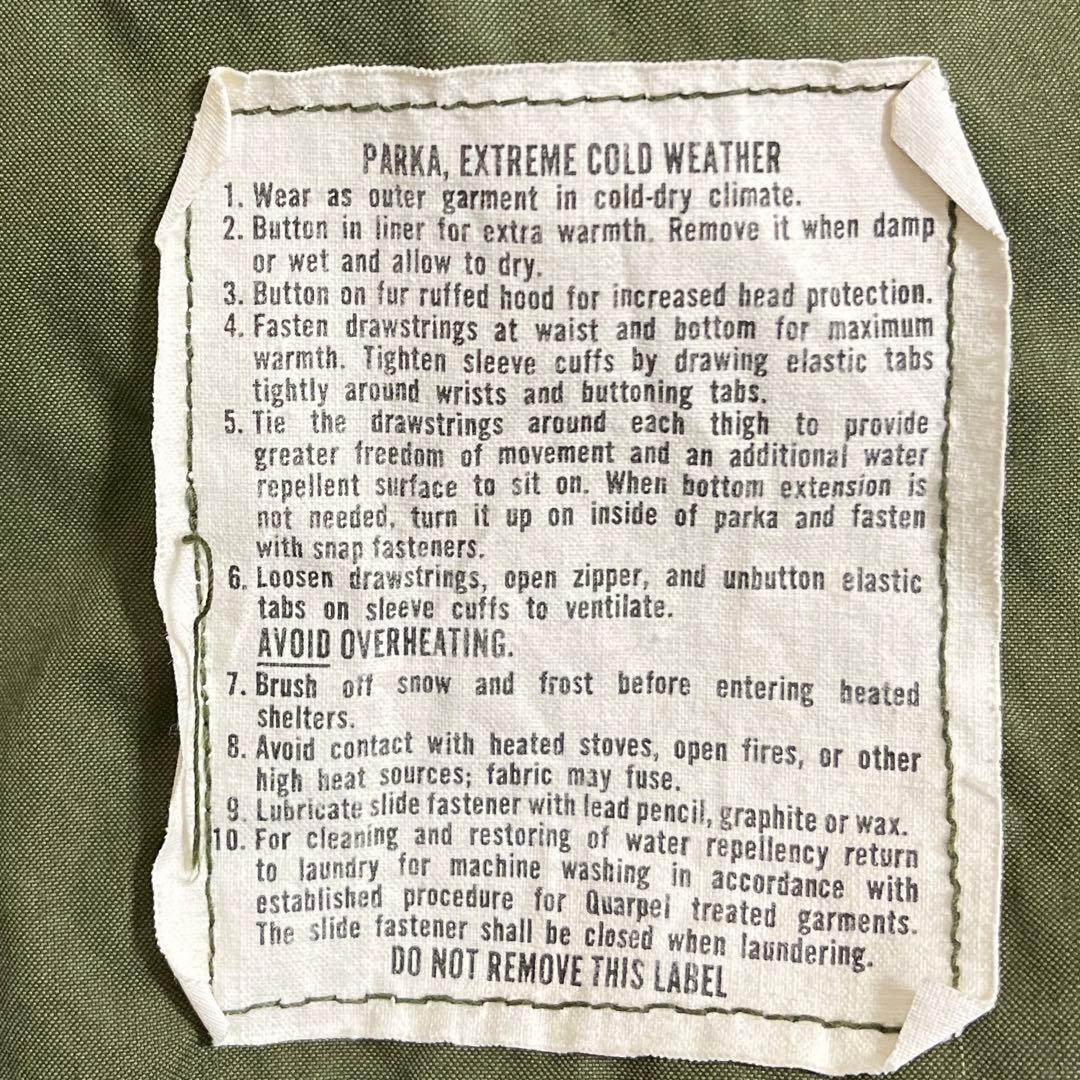 PARKA, EXTREME COLD WEATHER
1. Wear as outer garment in cold-dry climate.
2. Button in liner for extra warmth. Remove it when damp
or wet and allow to dry.
3. Button on fur ruffed hood for increased head protection.
4. Fasten drawstrings at waist and bottom for maximum
warmth. Tighten sleeve cuffs by drawing elastic tabs
tightly around wrists and buttoning tabs.
5. Tie the drawstrings around each thigh to provide
greater freedom of movement and an additional water
repellent surface to sit on. When bottom extension is
not needed, turn it up on inside of parka and fasten
with snap fasteners.
6. Loosen drawstrings, open zipper, and unbutton elastic
tabs on sleeve cuffs to ventilate.
AVOID OVERHEATING.
7. Brush off snow and frost before entering heated
shelters.
8. Avoid contact with heated stoves, open fires, or other
high heat sources; fabric may fuse.
9. Lubricate slide fastener with lead pencil, graphite or wax.
10. For cleaning and restoring of water repellency return
to laundry for machine washing in accordance with
established procedure for Quarpel treated garments.
The slide fastener shall be closed when laundering.
DO NOT REMOVE THIS LABEL